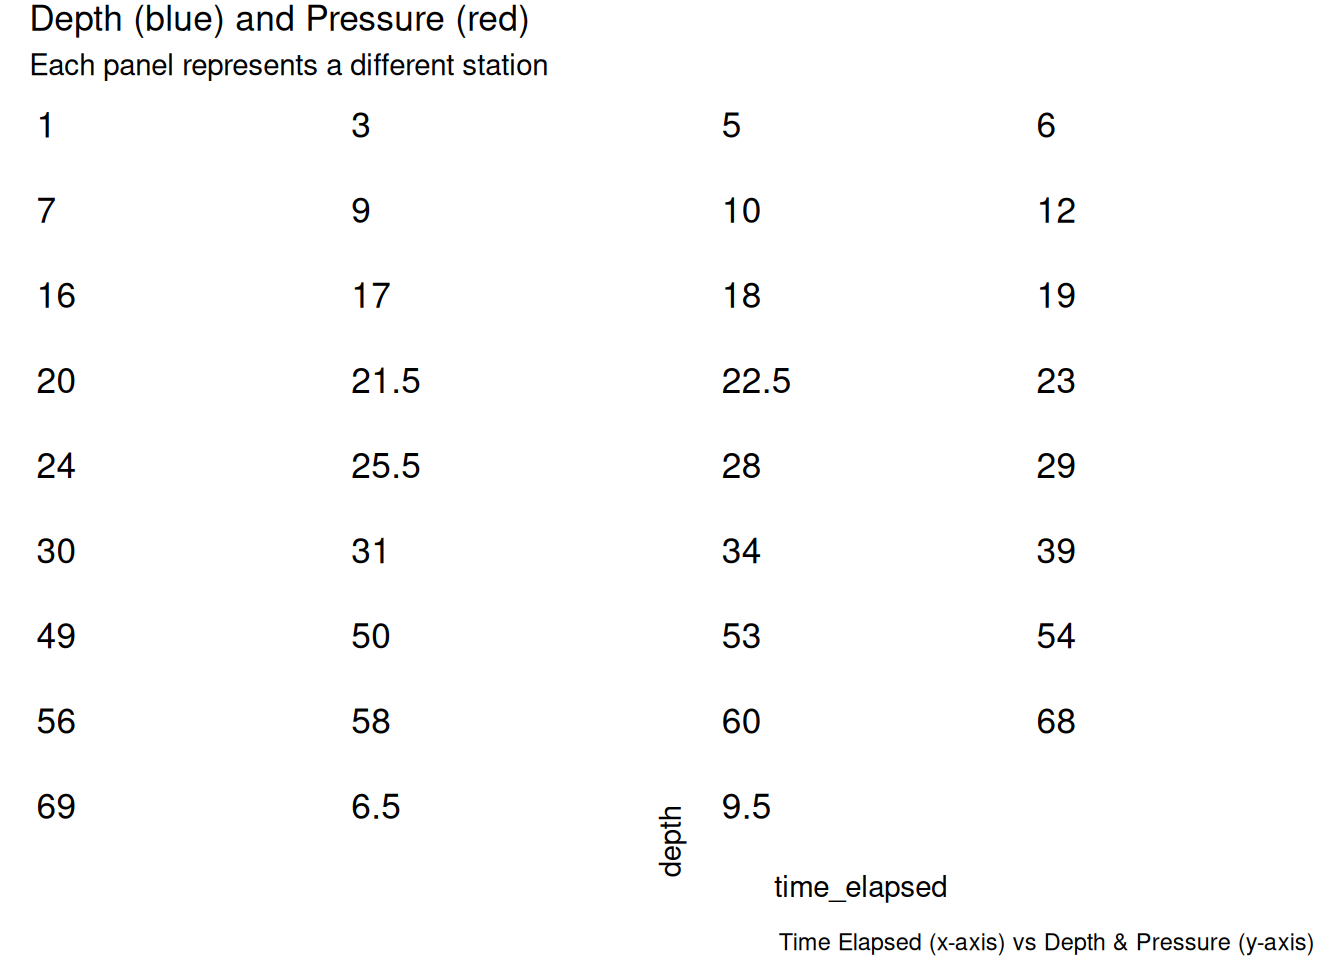 Depth (blue) and Pressure (red)
Each panel represents a different station
1 3 5 6
7 9 10 12
16 17 18 19
20 21.5 22.5 23
24 25.5 28 29
30 31 34 39
49 50 53 54
56 58 60 68
69 6.5 9.5
depth
time_elapsed
Time Elapsed (x-axis) vs Depth & Pressure (y-axis)